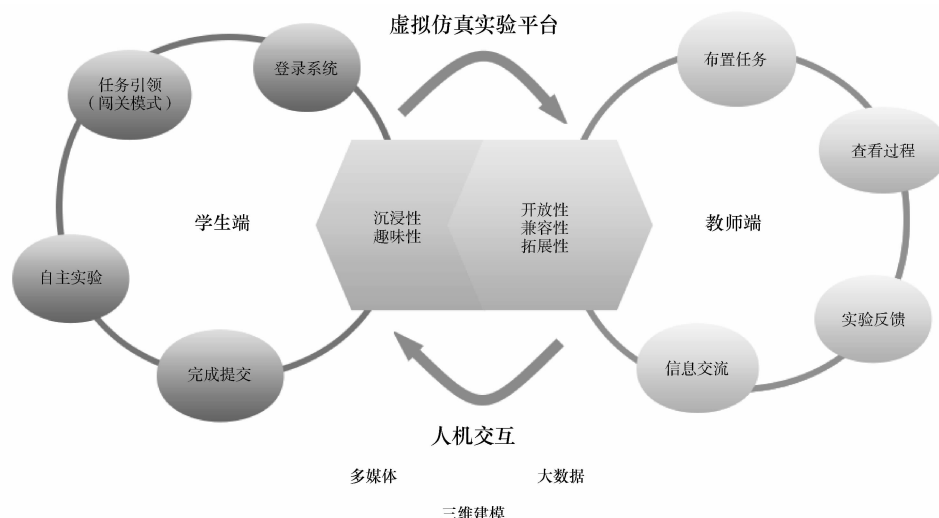 虚拟仿真实验平台
登录系统
任务引领
（闯关模式）
学生端
自主实验
完成提交
沉浸性
趣味性
开放性
兼容性
拓展性
布置任务
查看过程
教师端
实验反馈
信息交流
人机交互
多媒体
大数据
三维建模